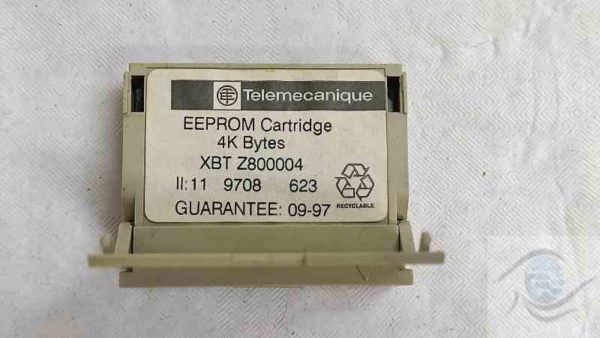 Telemecanique
EEPROM Cartridge
4K Bytes
XBT Z800004
II:11 9708 623
GUARANTEE: 09-97
RECYCLABLE